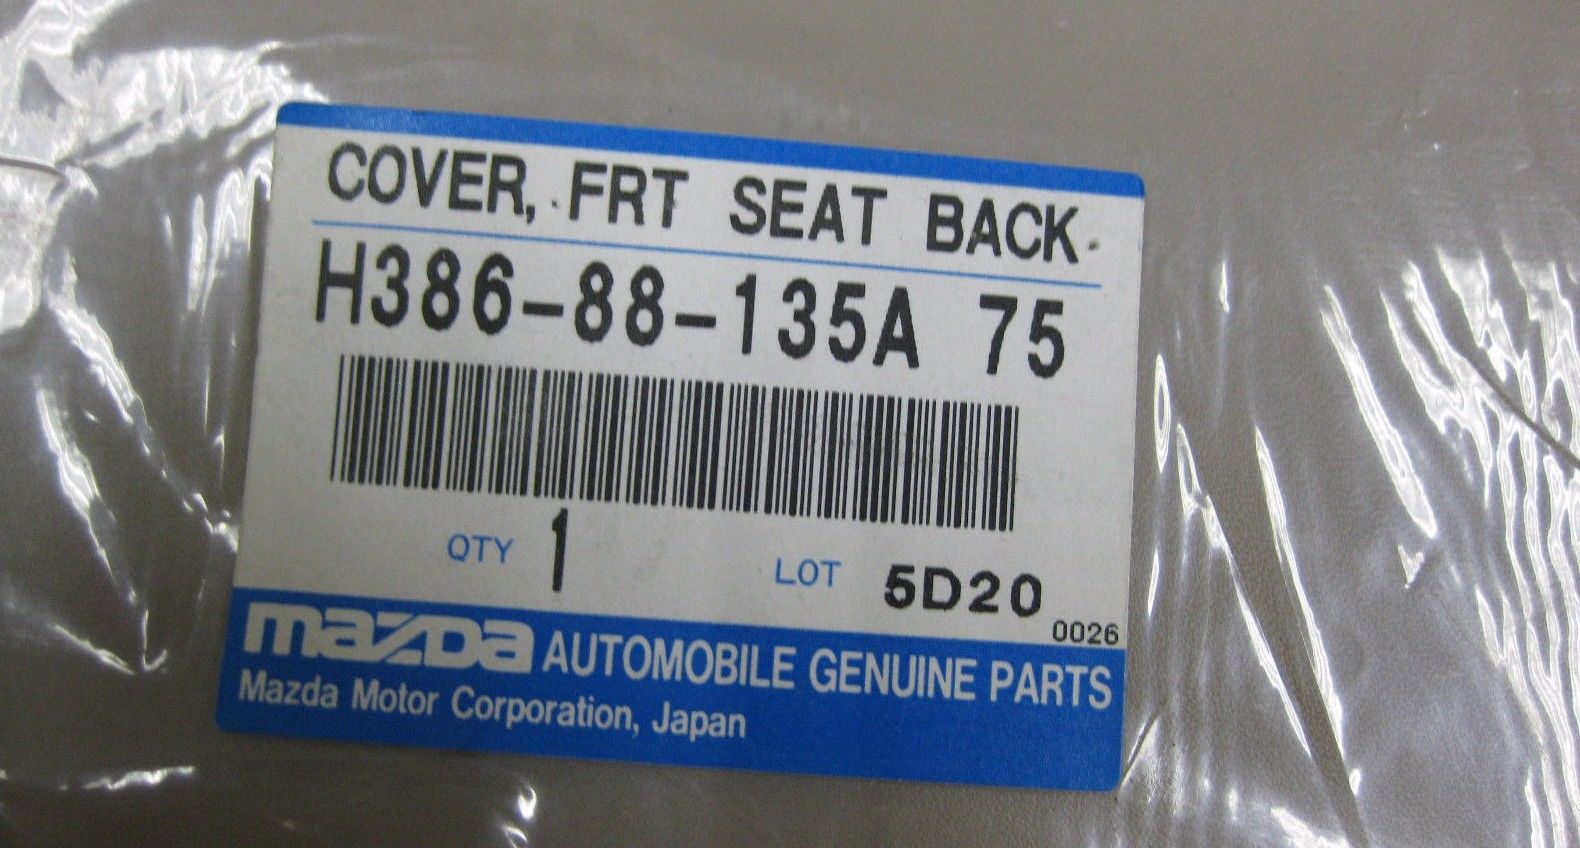 COVER, FRT SEAT BACK
H386-88-135A 75
QTY 1 LOT 5D20
0026
mazda AUTOMOBILE GENUINE PARTS
Mazda Motor Corporation, Japan